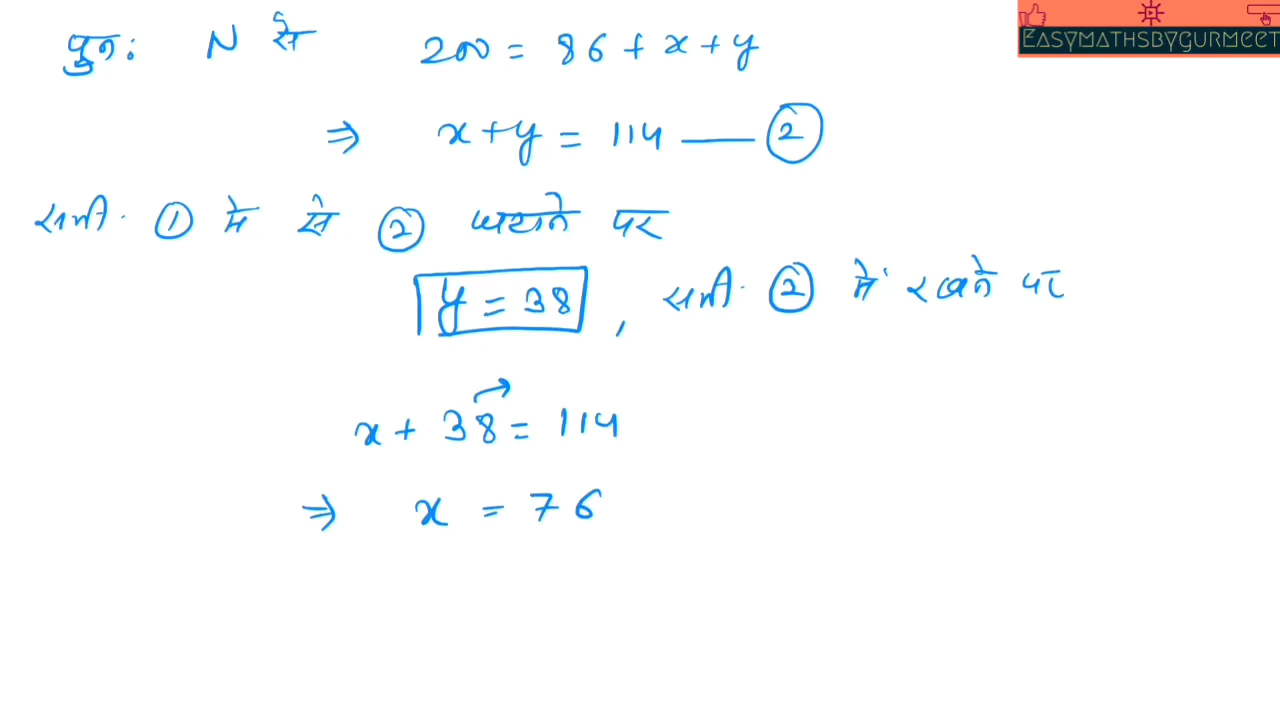 EASYMATHSBYGURMEET
पुनः N से 200 = 86 + x + y
⇒ x + y = 114 —— ②
समी. ① मे से ② घटाने पर
y = 38 , समी. ② में रखने पर
x + 38 = 114
⇒ x = 76